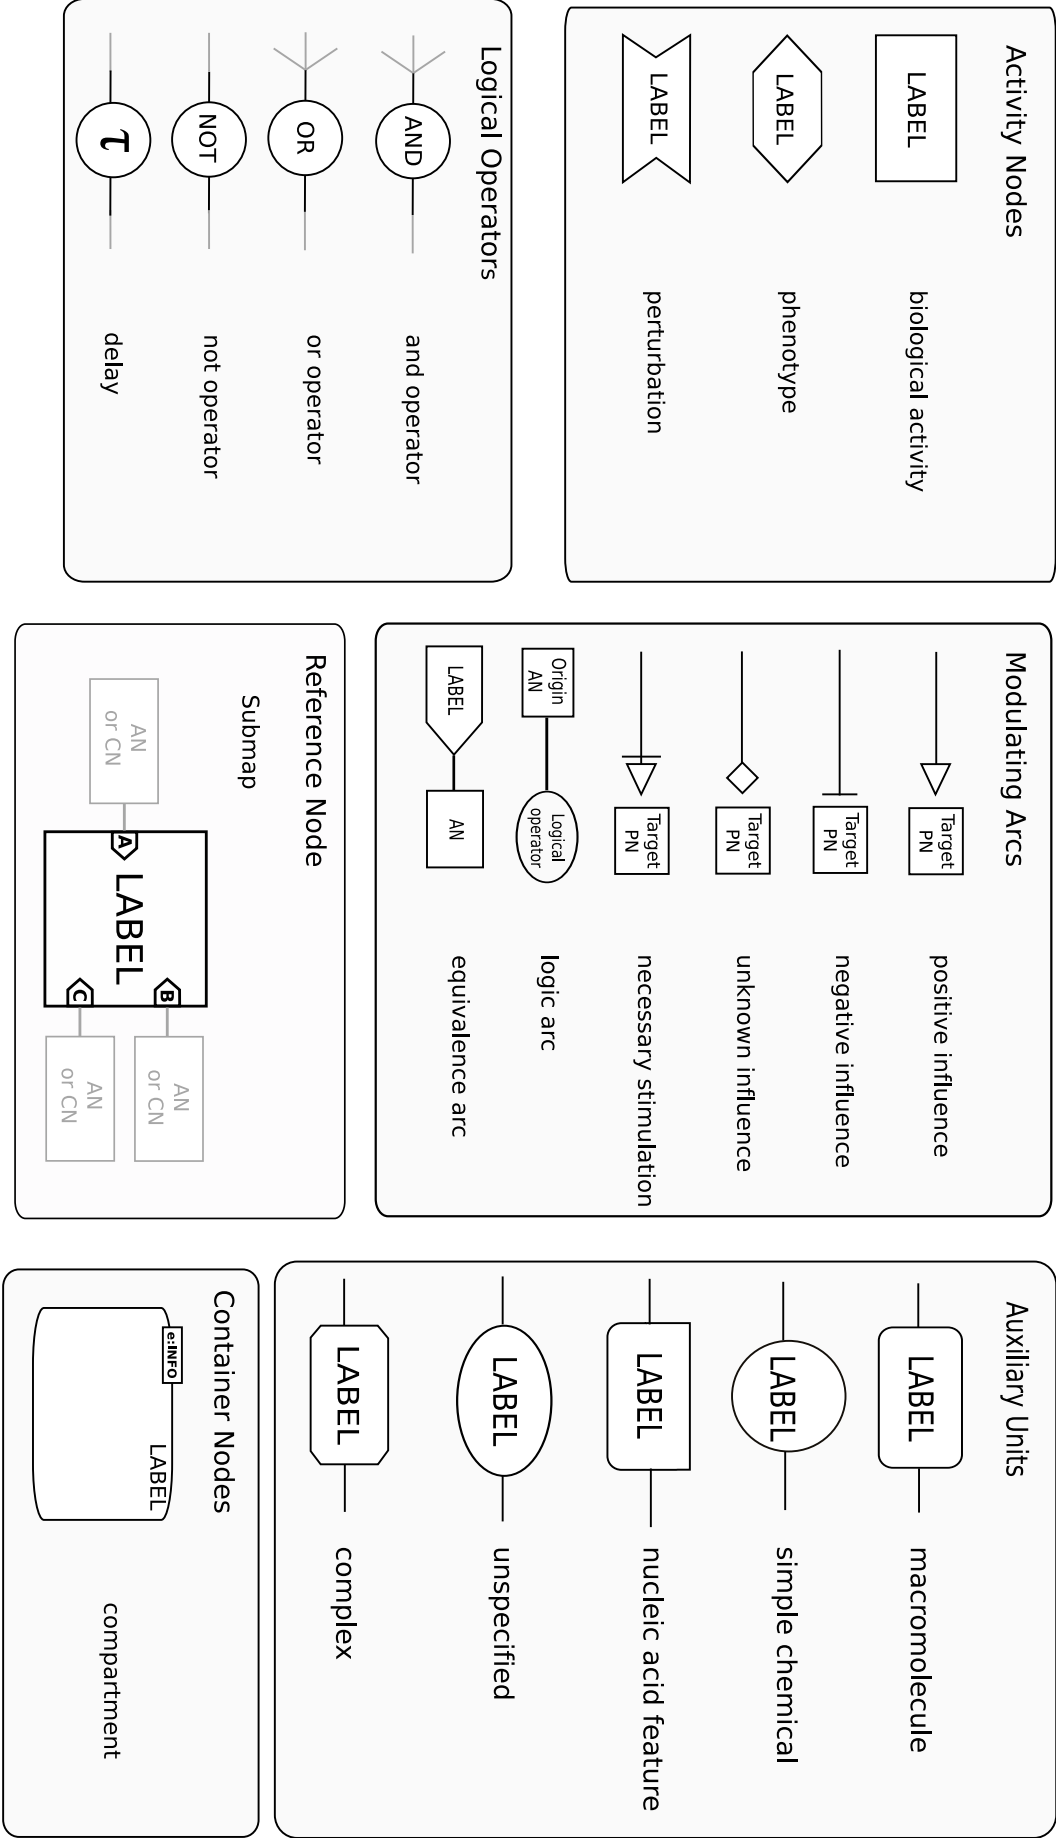 Activity Nodes
LABEL
biological activity
LABEL
phenotype
LABEL
perturbation
Logical Operators
AND
and operator
OR
or operator
NOT
not operator
τ
delay
Modulating Arcs
Target
PN
positive influence
Target
PN
negative influence
Target
PN
unknown influence
Target
PN
necessary stimulation
Origin
AN
Logical
operator
logic arc
LABEL
AN
equivalence arc
Reference Node
Submap
AN
or CN
A
LABEL
B
C
AN
or CN
AN
or CN
Auxiliary Units
LABEL
macromolecule
LABEL
simple chemical
LABEL
nucleic acid feature
LABEL
unspecified
LABEL
complex
Container Nodes
e:INFO
LABEL
compartment